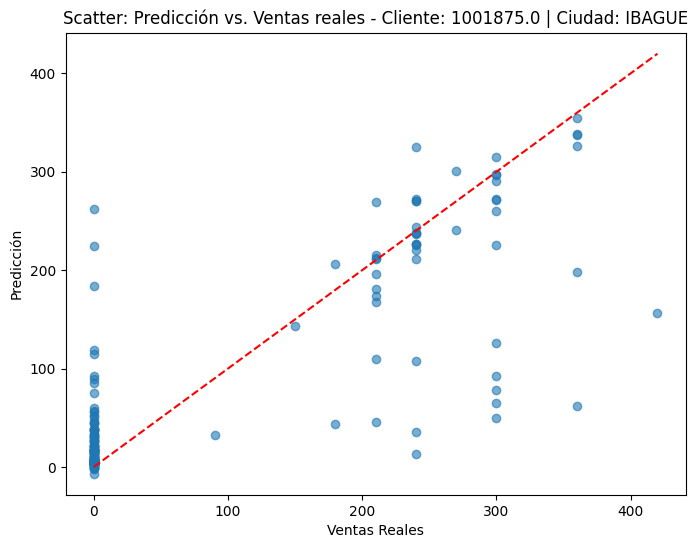 Scatter: Predicción vs. Ventas reales - Cliente: 1001875.0 | Ciudad: IBAGUE
400
300
200
100
0
Predicción
0 100 200 300 400
Ventas Reales